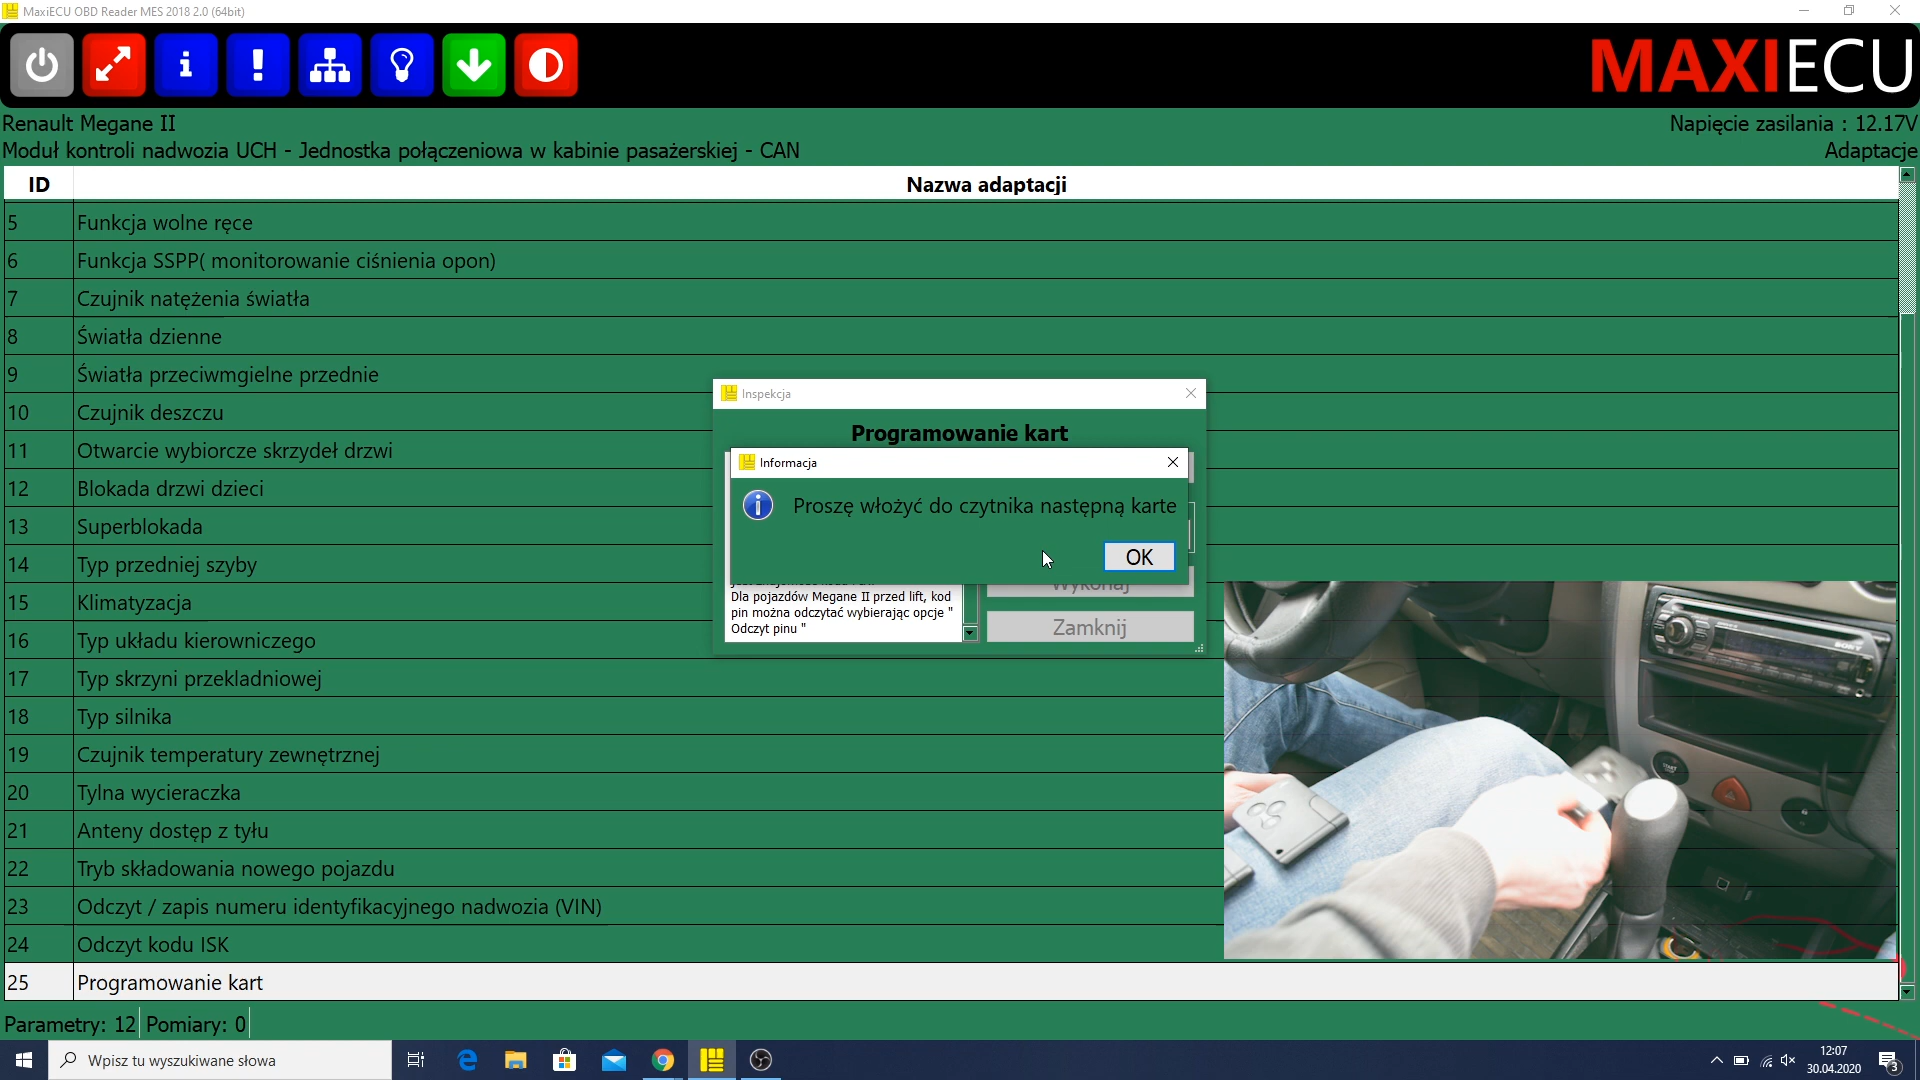 MaxiECU OBD Reader MES 2018 2.0 (64bit)
MAXIECU
Renault Megane II
Napięcie zasilania : 12.17V
Moduł kontroli nadwozia UCH - Jednostka połączeniowa w kabinie pasażerskiej - CAN
Adaptacje
ID
Nazwa adaptacji
5 Funkcja wolne ręce
6 Funkcja SSPP( monitorowanie ciśnienia opon)
7 Czujnik natężenia światła
8 Światła dzienne
9 Światła przeciwmgielne przednie
10 Czujnik deszczu
11 Otwarcie wybiorcze skrzydeł drzwi
12 Blokada drzwi dzieci
13 Superblokada
14 Typ przedniej szyby
15 Klimatyzacja
16 Typ układu kierowniczego
17 Typ skrzyni przekladniowej
18 Typ silnika
19 Czujnik temperatury zewnętrznej
20 Tylna wycieraczka
21 Anteny dostęp z tyłu
22 Tryb składowania nowego pojazdu
23 Odczyt / zapis numeru identyfikacyjnego nadwozia (VIN)
24 Odczyt kodu ISK
25 Programowanie kart
Inspekcja
Programowanie kart
Informacja
Proszę włożyć do czytnika następną karte
OK
Wykonaj
Dla pojazdów Megane II przed lift, kod
pin można odczytać wybierając opcje "
Odczyt pinu "
Zamknij
SONY
START
Parametry: 12
Pomiary: 0
Wpisz tu wyszukiwane słowa
12:07
30.04.2020
3